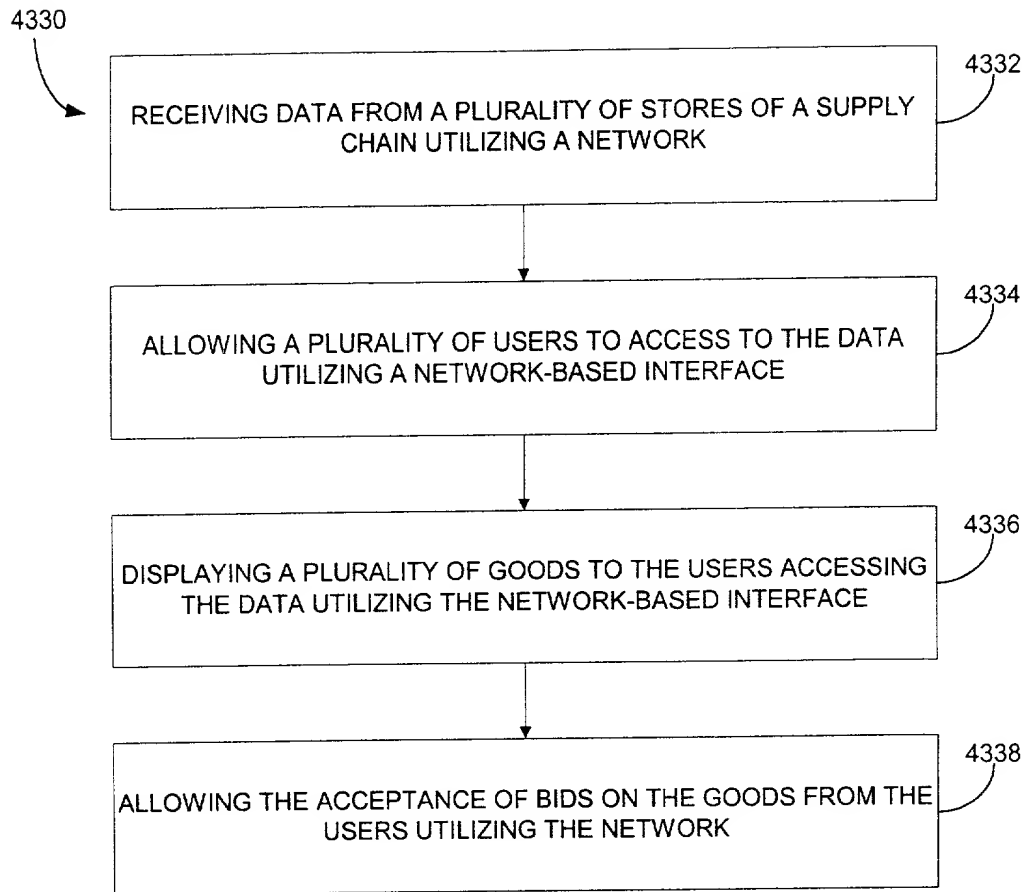 4330
4332
RECEIVING DATA FROM A PLURALITY OF STORES OF A SUPPLY
CHAIN UTILIZING A NETWORK
4334
ALLOWING A PLURALITY OF USERS TO ACCESS TO THE DATA
UTILIZING A NETWORK-BASED INTERFACE
4336
DISPLAYING A PLURALITY OF GOODS TO THE USERS ACCESSING
THE DATA UTILIZING THE NETWORK-BASED INTERFACE
4338
ALLOWING THE ACCEPTANCE OF BIDS ON THE GOODS FROM THE
USERS UTILIZING THE NETWORK